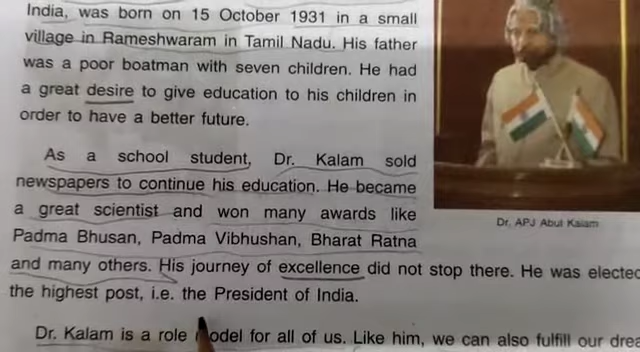 India, was born on 15 October 1931 in a small
village in Rameshwaram in Tamil Nadu. His father
was a poor boatman with seven children. He had
a great desire to give education to his children in
order to have a better future.
As a school student, Dr. Kalam sold
newspapers to continue his education. He became
a great scientist and won many awards like
Padma Bhusan, Padma Vibhushan, Bharat Ratna
and many others. His journey of excellence did not stop there. He was elected
the highest post, i.e. the President of India.
Dr. Kalam is a role model for all of us. Like him, we can also fulfill our
Dr. APJ Abul Kalam